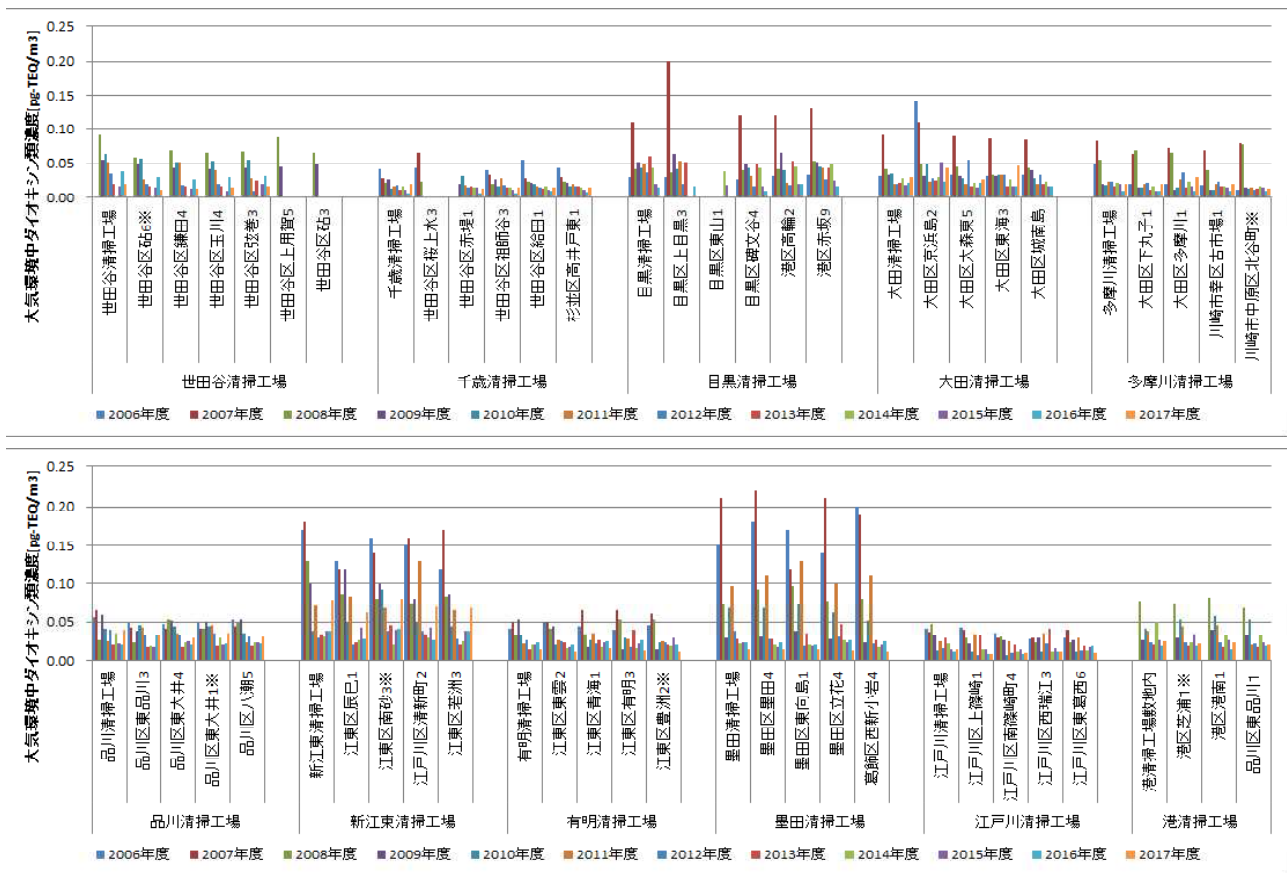 大気環境中ダイオキシン類濃度[pg-TEQ/m3]
0.25
0.20
0.15
0.10
0.05
0.00
世田谷清掃工場
世田谷区砧6※
世田谷区鎌田4
世田谷区玉川4
世田谷区弦巻3
世田谷区上用賀5
世田谷区砧3
千歳清掃工場
世田谷区桜上水3
世田谷区赤堤1
世田谷区祖師谷3
世田谷区給田1
杉並区高井戸東1
目黒清掃工場
目黒区上目黒3
目黒区東山1
目黒区碑文谷4
港区高輪2
港区赤坂9
大田清掃工場
大田区京浜島2
大田区大森東5
大田区東海3
大田区城南島
多摩川清掃工場
大田区下丸子1
大田区多摩川1
川崎市幸区古市場1
川崎市中原区北谷町※
世田谷清掃工場 千歳清掃工場 目黒清掃工場 大田清掃工場 多摩川清掃工場
2006年度 2007年度 2008年度 2009年度 2010年度 2011年度 2012年度 2013年度 2014年度 2015年度 2016年度 2017年度
大気環境中ダイオキシン類濃度[pg-TEQ/m3]
0.25
0.20
0.15
0.10
0.05
0.00
品川清掃工場
品川区東品川3
品川区東大井4
品川区東大井1※
品川区八潮5
新江東清掃工場
江東区辰巳1
江東区南砂3※
江戸川区清新町2
江東区若洲3
有明清掃工場
江東区東雲2
江東区青海1
江東区有明3
江東区豊洲2※
墨田清掃工場
墨田区墨田4
墨田区東向島1
墨田区立花4
葛飾区西新小岩4
江戸川清掃工場
江戸川区上篠崎1
江戸川区南篠崎町4
江戸川区西瑞江3
江戸川区東葛西6
港清掃工場敷地内
港区芝浦1※
港区港南1
品川区東品川1
品川清掃工場 新江東清掃工場 有明清掃工場 墨田清掃工場 江戸川清掃工場 港清掃工場
2006年度 2007年度 2008年度 2009年度 2010年度 2011年度 2012年度 2013年度 2014年度 2015年度 2016年度 2017年度